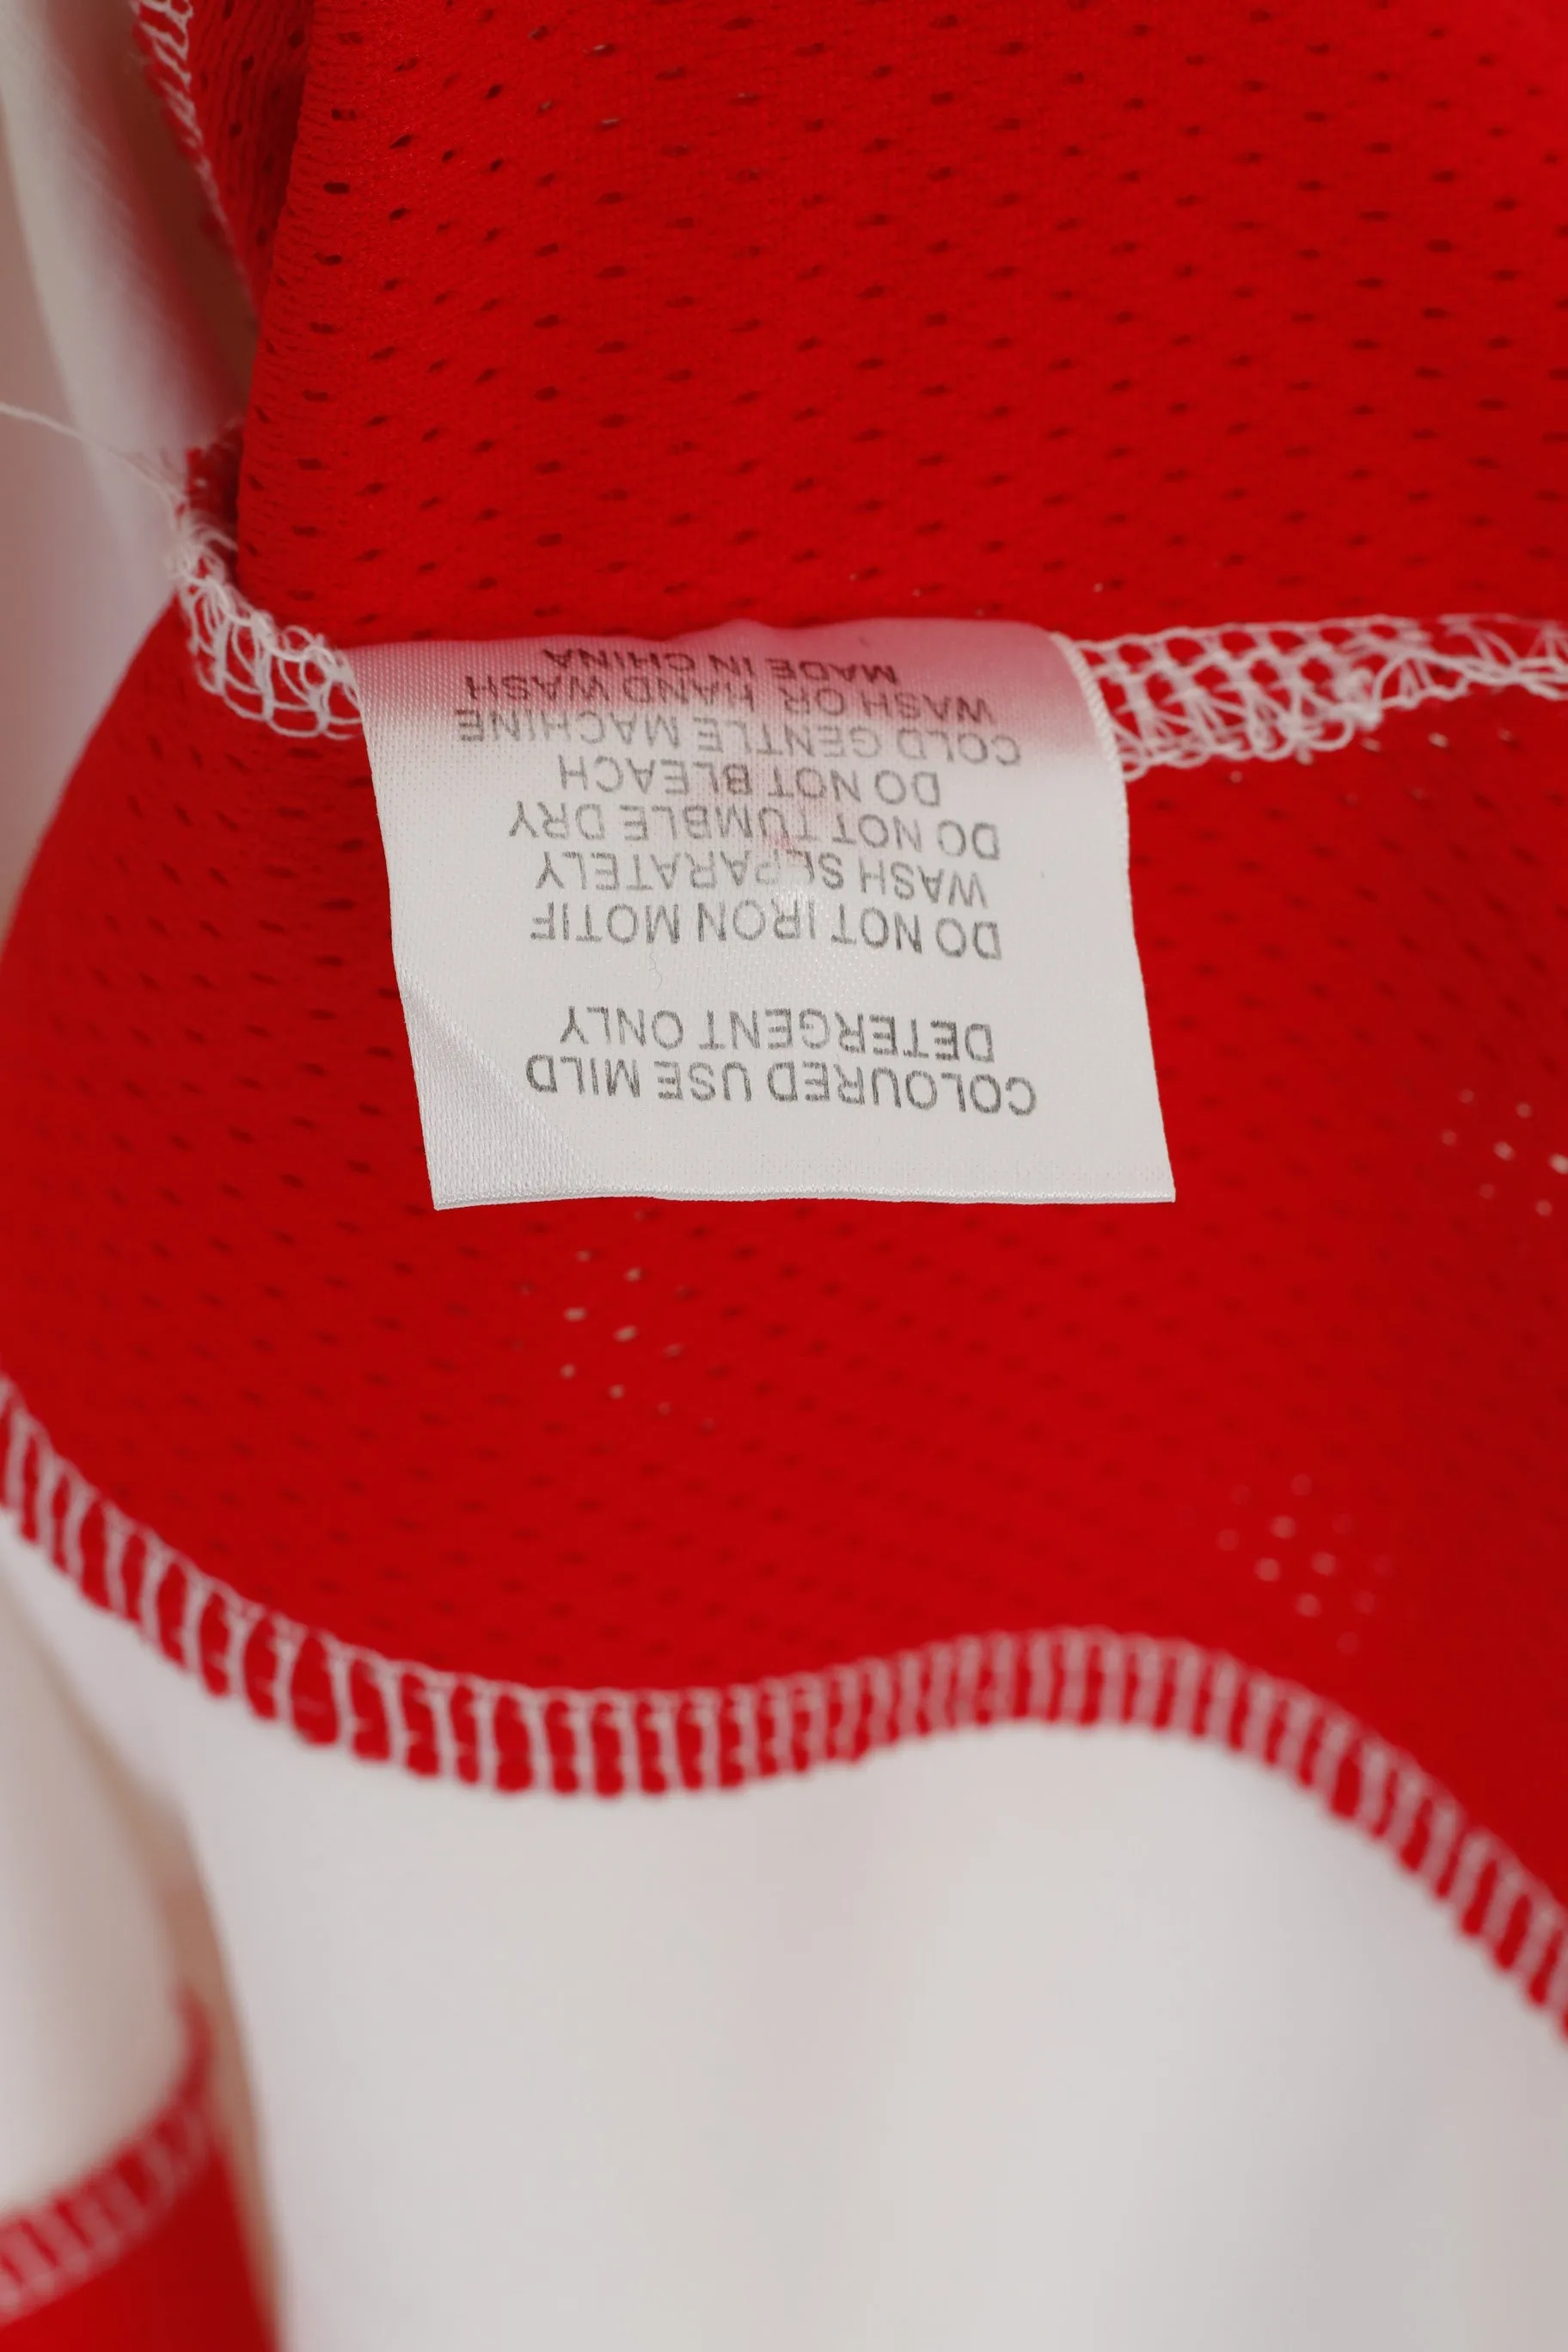 COLOURED USE MILD
DETERGENT ONLY
DO NOT IRON MOTIF
WASH SEPARATELY
DO NOT TUMBLE DRY
DO NOT BLEACH
COLD GENTLE MACHINE
WASH OR HAND WASH
MADE IN CHINA